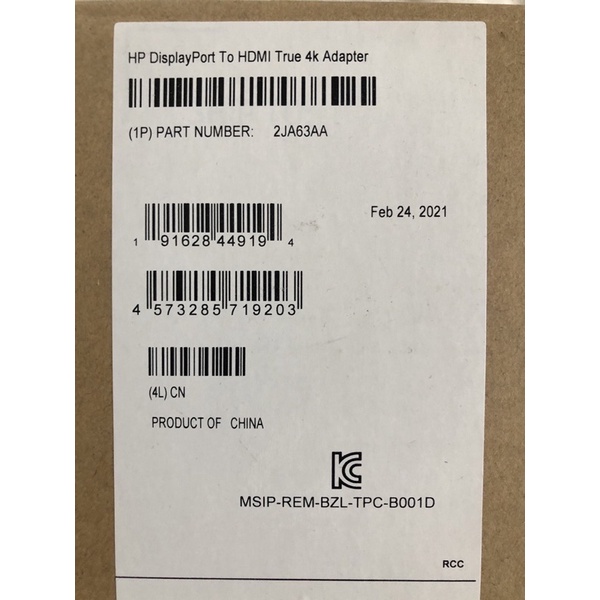 HP DisplayPort To HDMI True 4k Adapter
(1P) PART NUMBER: 2JA63AA
Feb 24, 2021
1 91628 44919 4
4 573285 719203
(4L) CN
PRODUCT OF CHINA
KC
MSIP-REM-BZL-TPC-B001D
RCC